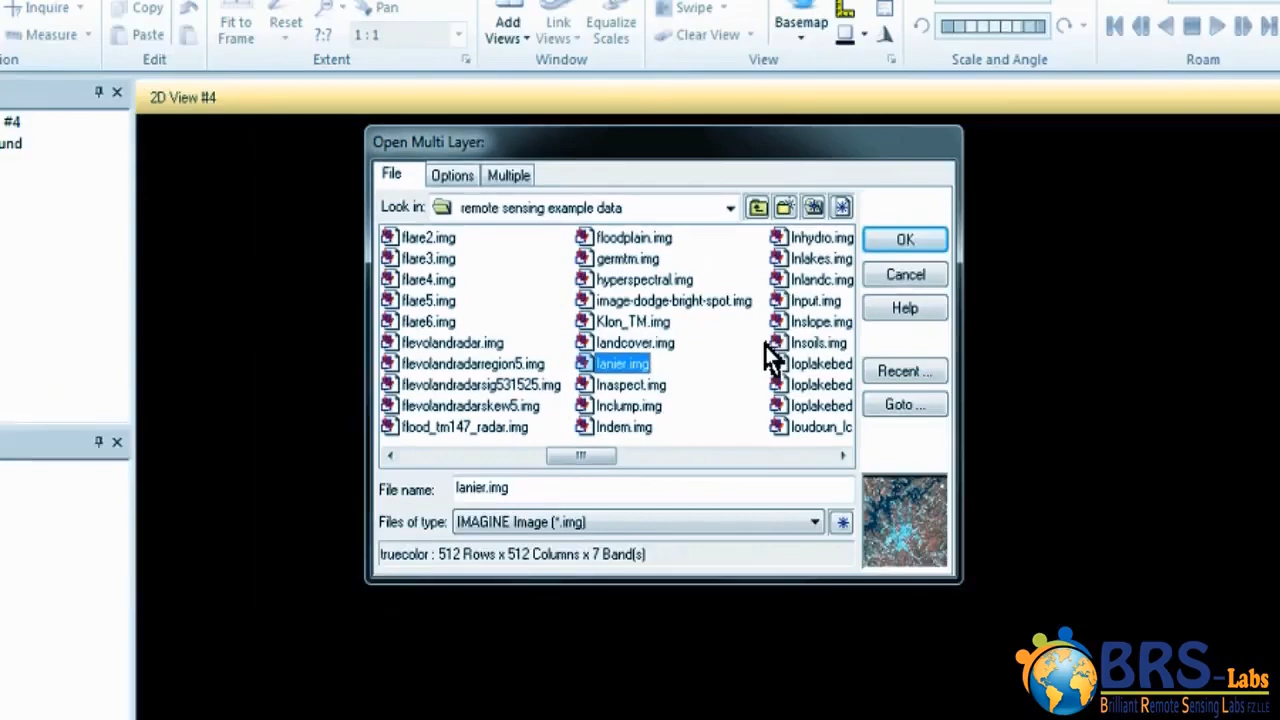 Inquire
Copy
Fit to Frame
Reset
Pan
Add Views
Link Views
Equalize Scales
Swipe
Basemap
Measure
Paste
?:?
1 : 1
Clear View
ion
Edit
Extent
Window
View
Scale and Angle
Roam
2D View #4
#4
und
Open Multi Layer:
File
Options
Multiple
Look in:
remote sensing example data
flare2.img
flare3.img
flare4.img
flare5.img
flare6.img
flevolandradar.img
flevolandradarregion5.img
flevolandradarsig531525.img
flevolandradarskew5.img
flood_tm147_radar.img
floodplain.img
germtm.img
hyperspectral.img
image-dodge-bright-spot.img
Klon_TM.img
landcover.img
lanier.img
lnaspect.img
lnclump.img
lndem.img
lnhydro.img
lnlakes.img
lnlandc.img
lnput.img
lnslope.img
lnsoils.img
loplakebed
loplakebed
loplakebed
loudoun_lc
OK
Cancel
Help
Recent ...
Goto ...
File name:
lanier.img
Files of type:
IMAGINE Image (*.img)
truecolor : 512 Rows x 512 Columns x 7 Band(s)
BRS-Labs
Brilliant Remote Sensing Labs FZ.LLE